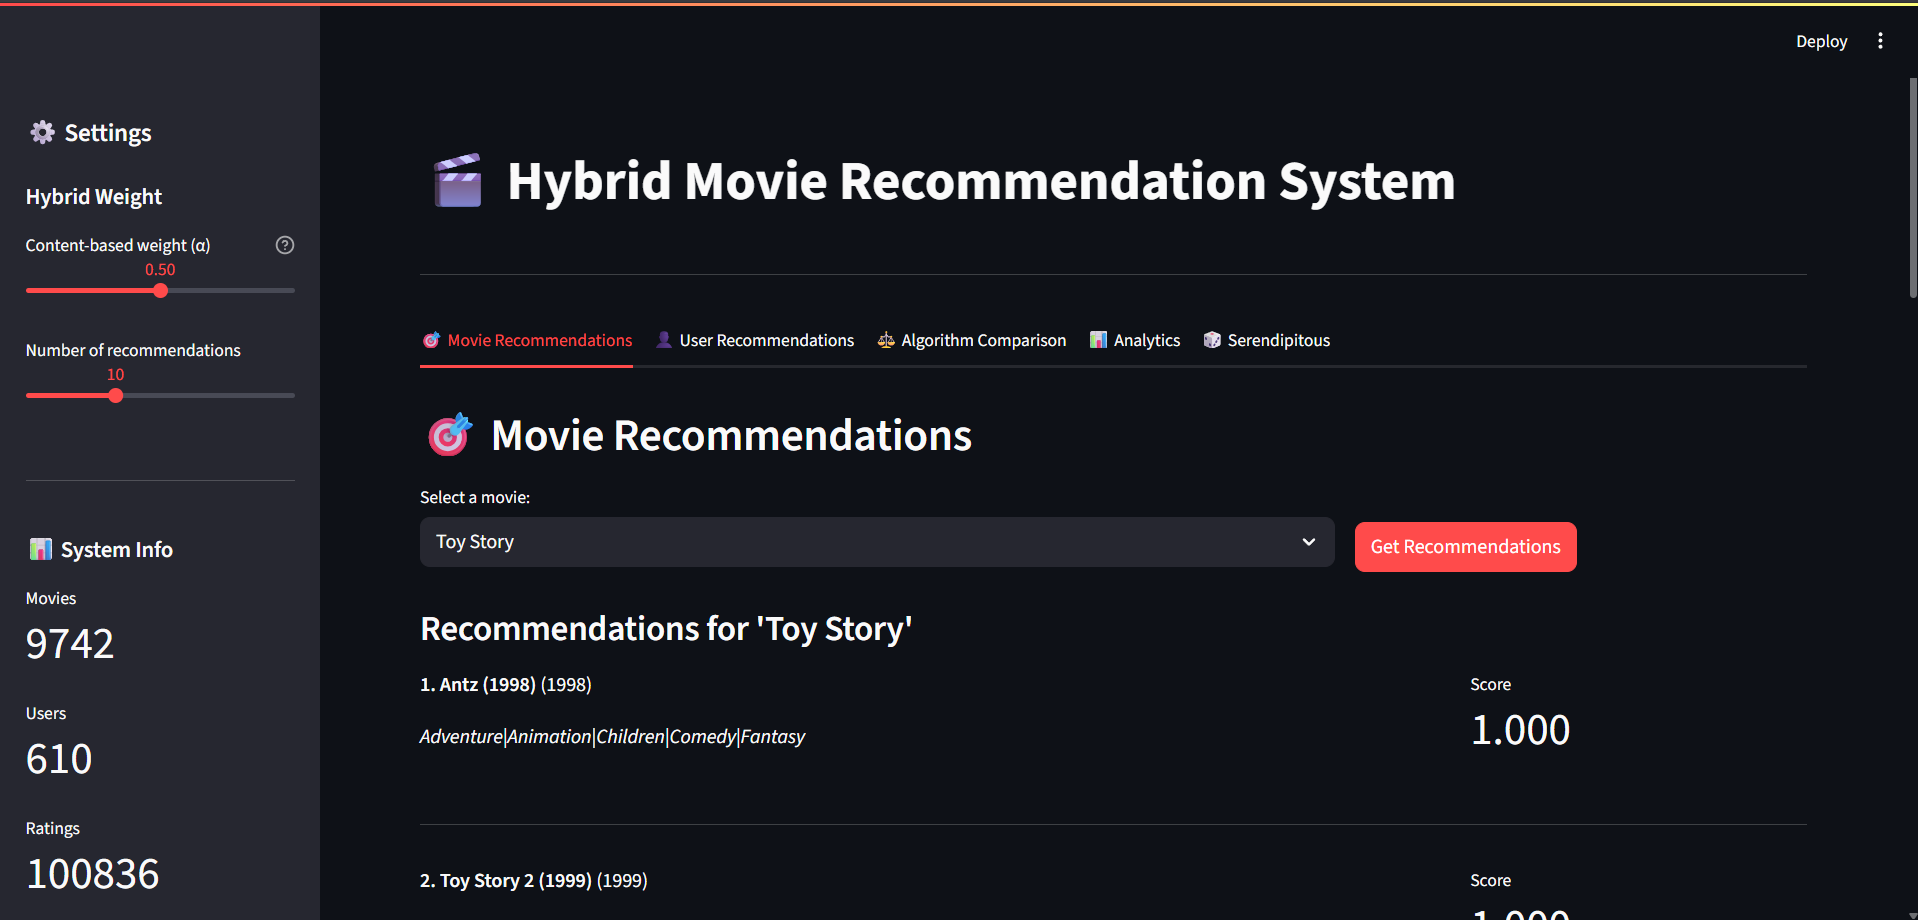 Deploy
Settings
Hybrid Weight
Content-based weight (α)
0.50
Number of recommendations
10
System Info
Movies
9742
Users
610
Ratings
100836
Hybrid Movie Recommendation System
Movie Recommendations
User Recommendations
Algorithm Comparison
Analytics
Serendipitous
Movie Recommendations
Select a movie:
Toy Story
Get Recommendations
Recommendations for 'Toy Story'
1. Antz (1998) (1998)
Score
1.000
Adventure|Animation|Children|Comedy|Fantasy
2. Toy Story 2 (1999) (1999)
Score
1.000